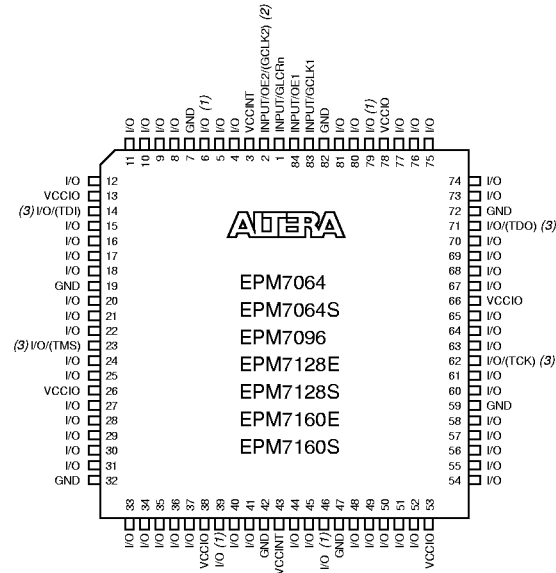 I/O
I/O
I/O
I/O
GND
I/O (1)
I/O
I/O
VCCINT
INPUT/OE2/(GCLK2) (2)
INPUT/GLCRn
INPUT/OE1
INPUT/GCLK1
GND
I/O
I/O
I/O (1)
VCCIO
I/O
I/O
I/O
11 10 9 8 7 6 5 4 3 2 1 84 83 82 81 80 79 78 77 76 75
I/O 12
VCCIO 13
(3) I/O/(TDI) 14
I/O 15
I/O 16
I/O 17
I/O 18
GND 19
I/O 20
I/O 21
I/O 22
(3) I/O/(TMS) 23
I/O 24
I/O 25
VCCIO 26
I/O 27
I/O 28
I/O 29
I/O 30
I/O 31
GND 32
ALTERA
EPM7064
EPM7064S
EPM7096
EPM7128E
EPM7128S
EPM7160E
EPM7160S
74 I/O
73 I/O
72 GND
71 I/O/(TDO) (3)
70 I/O
69 I/O
68 I/O
67 I/O
66 VCCIO
65 I/O
64 I/O
63 I/O
62 I/O/(TCK) (3)
61 I/O
60 I/O
59 GND
58 I/O
57 I/O
56 I/O
55 I/O
54 I/O
33 34 35 36 37 38 39 40 41 42 43 44 45 46 47 48 49 50 51 52 53
I/O
I/O
I/O
I/O
I/O
VCCIO
I/O (1)
I/O
I/O
GND
VCCINT
I/O
I/O
I/O (1)
GND
I/O
I/O
I/O
I/O
I/O
VCCIO